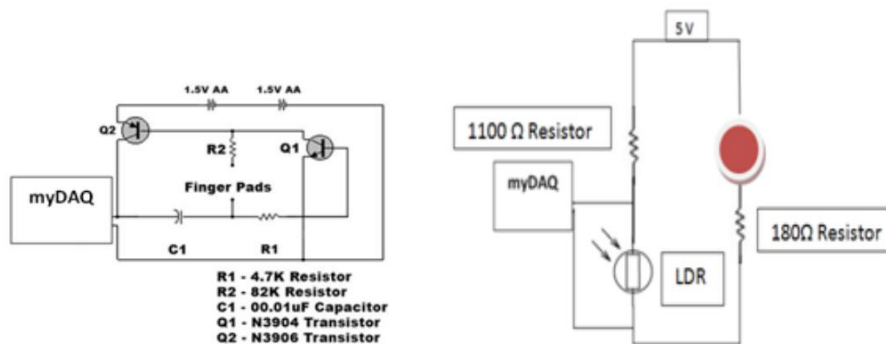 1.5V AA 1.5V AA
Q2
R2
Q1
Finger Pads
myDAQ
C1
R1
R1 - 4.7K Resistor
R2 - 82K Resistor
C1 - 00.01uF Capacitor
Q1 - N3904 Transistor
Q2 - N3906 Transistor
5 V
1100 Ω Resistor
myDAQ
180Ω Resistor
LDR